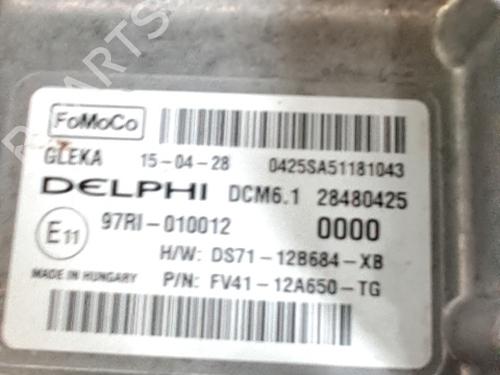 FoMoCo
GLEKA 15-04-28 0425SA51181043
DELPHI DCM6.1 28480425
E11 97RI-010012 0000
H/W: DS71-12B684-XB
MADE IN HUNGARY P/N: FV41-12A650-TG